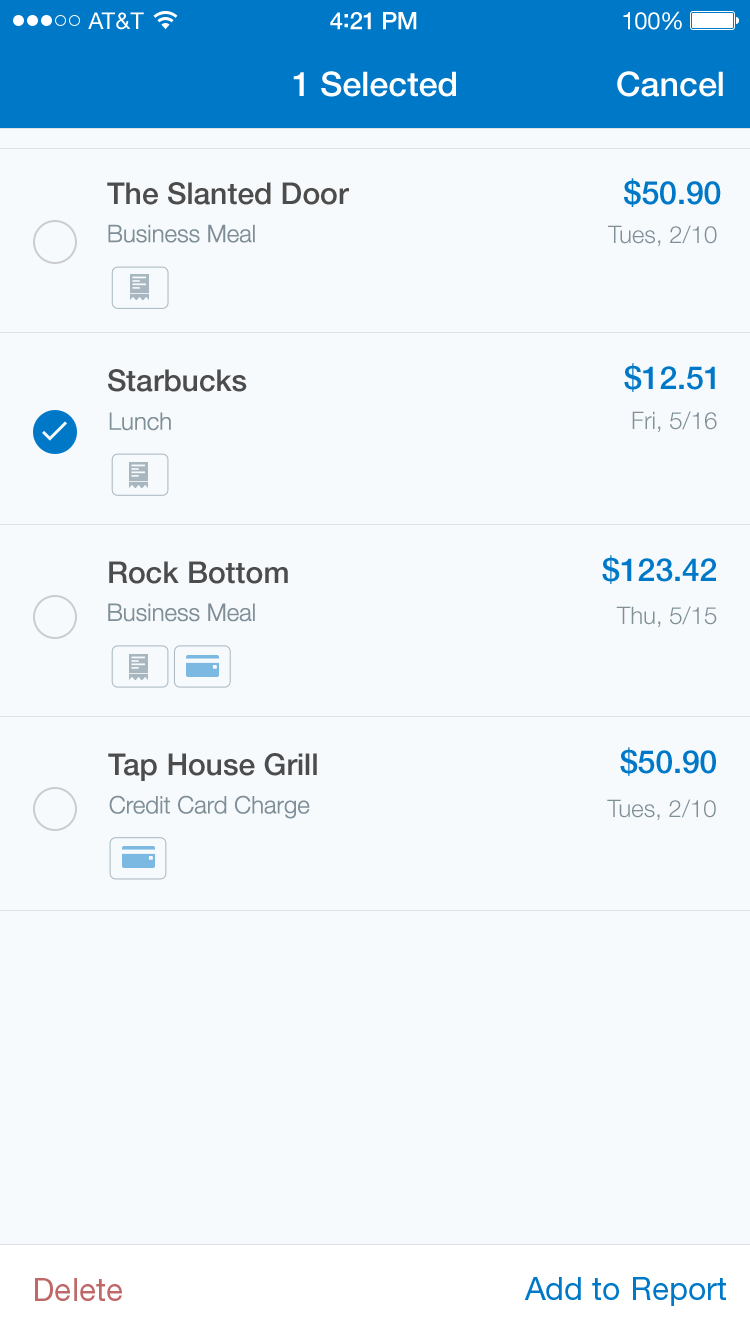 AT&T 4:21 PM 100%
1 Selected Cancel
The Slanted Door $50.90
Business Meal Tues, 2/10
Starbucks $12.51
Lunch Fri, 5/16
Rock Bottom $123.42
Business Meal Thu, 5/15
Tap House Grill $50.90
Credit Card Charge Tues, 2/10
Delete Add to Report